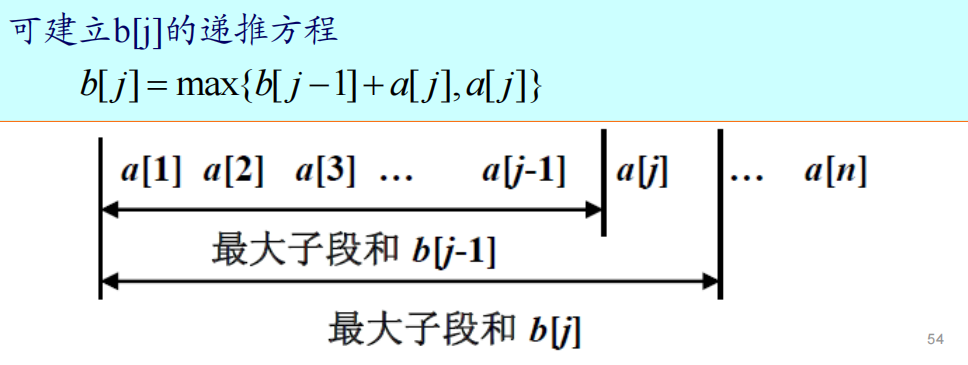 可建立b[j]的递推方程
b[j]=max{b[j-1]+a[j],a[j]}
a[1] a[2] a[3] … a[j-1] a[j] … a[n]
最大子段和 b[j-1]
最大子段和 b[j]
54